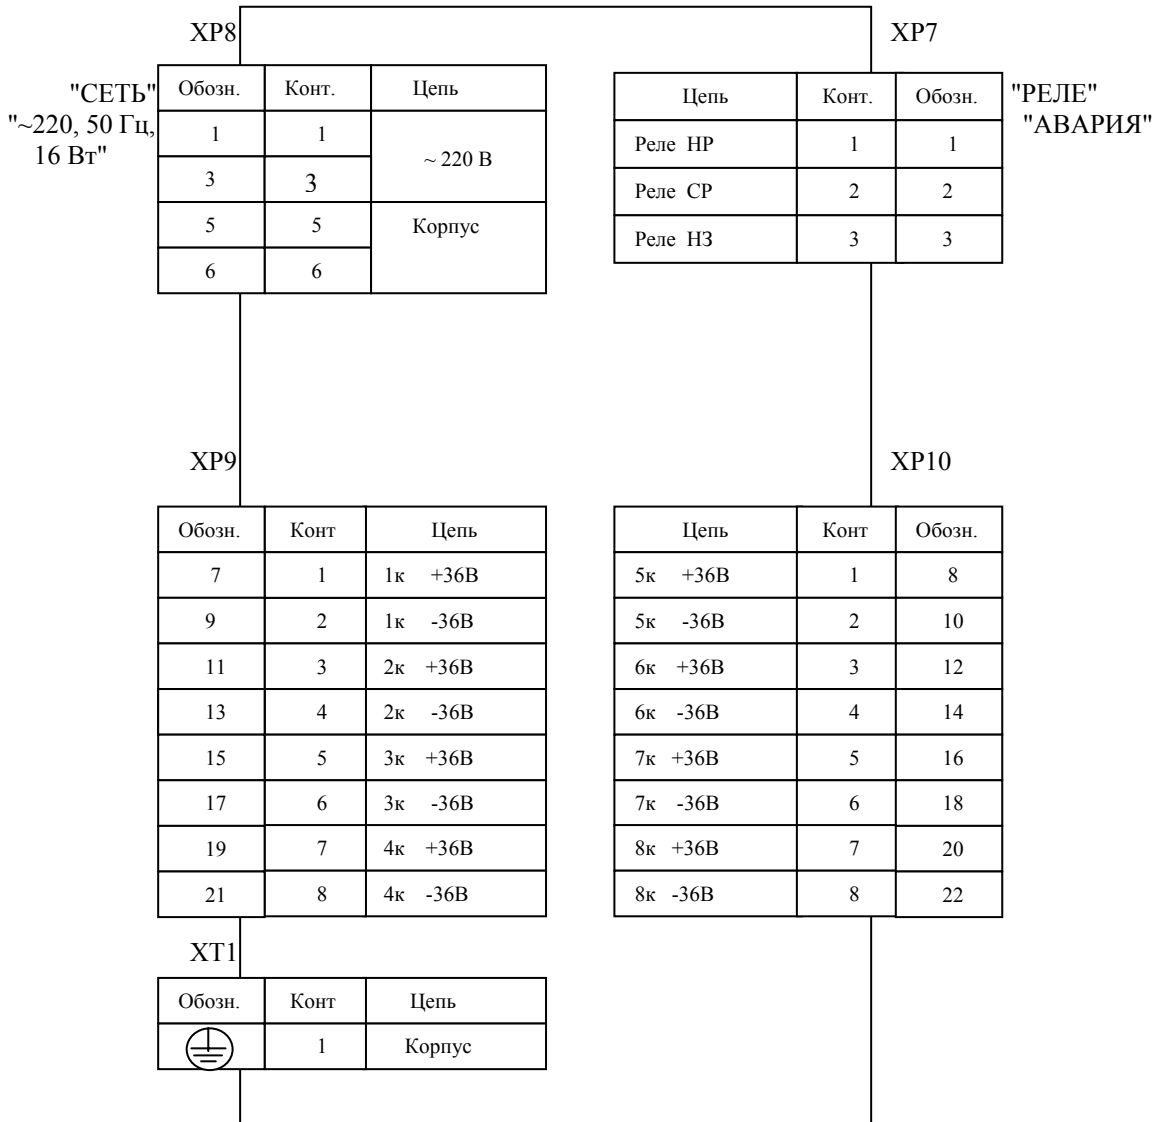 XP8
"СЕТЬ"
"~220, 50 Гц,
16 Вт"
Обозн. Конт. Цепь
1 1 ~ 220 В
3 3
5 5 Корпус
6 6
XP7
"РЕЛЕ"
"АВАРИЯ"
Цепь Конт. Обозн.
Реле НР 1 1
Реле СР 2 2
Реле НЗ 3 3
XP9
Обозн. Конт Цепь
7 1 1к +36В
9 2 1к -36В
11 3 2к +36В
13 4 2к -36В
15 5 3к +36В
17 6 3к -36В
19 7 4к +36В
21 8 4к -36В
XP10
Цепь Конт Обозн.
5к +36В 1 8
5к -36В 2 10
6к +36В 3 12
6к -36В 4 14
7к +36В 5 16
7к -36В 6 18
8к +36В 7 20
8к -36В 8 22
XT1
Обозн. Конт Цепь
1 Корпус